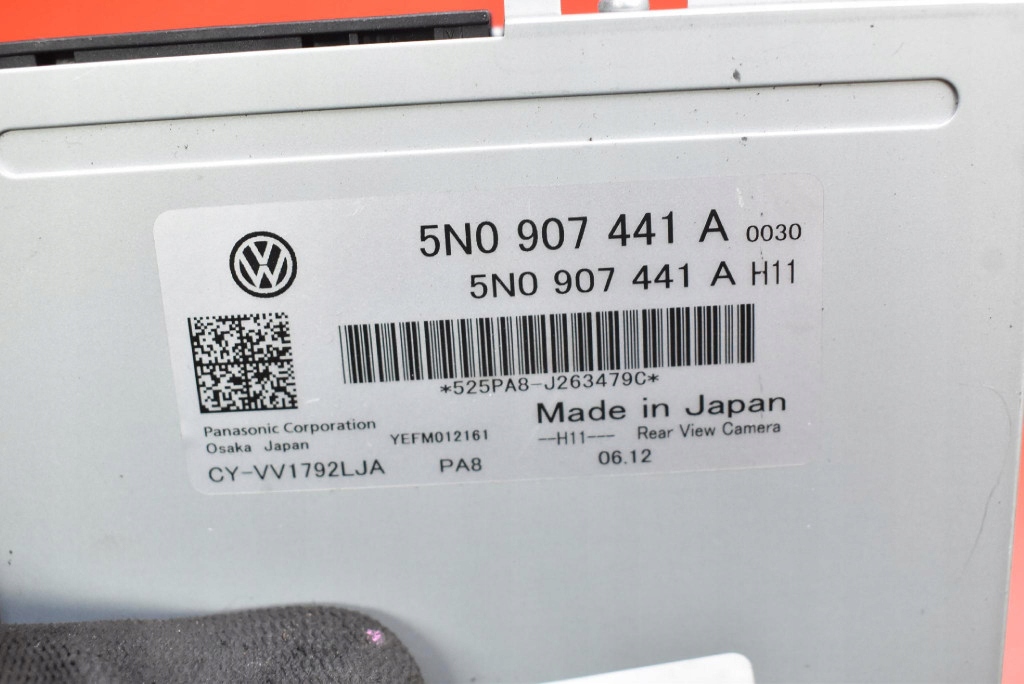 5N0 907 441 A 0030
5N0 907 441 A H11
*525PA8-J263479C*
Made in Japan
Panasonic Corporation
Osaka Japan
YEFM012161
--H11--- Rear View Camera
CY-VV1792LJA PA8 06.12